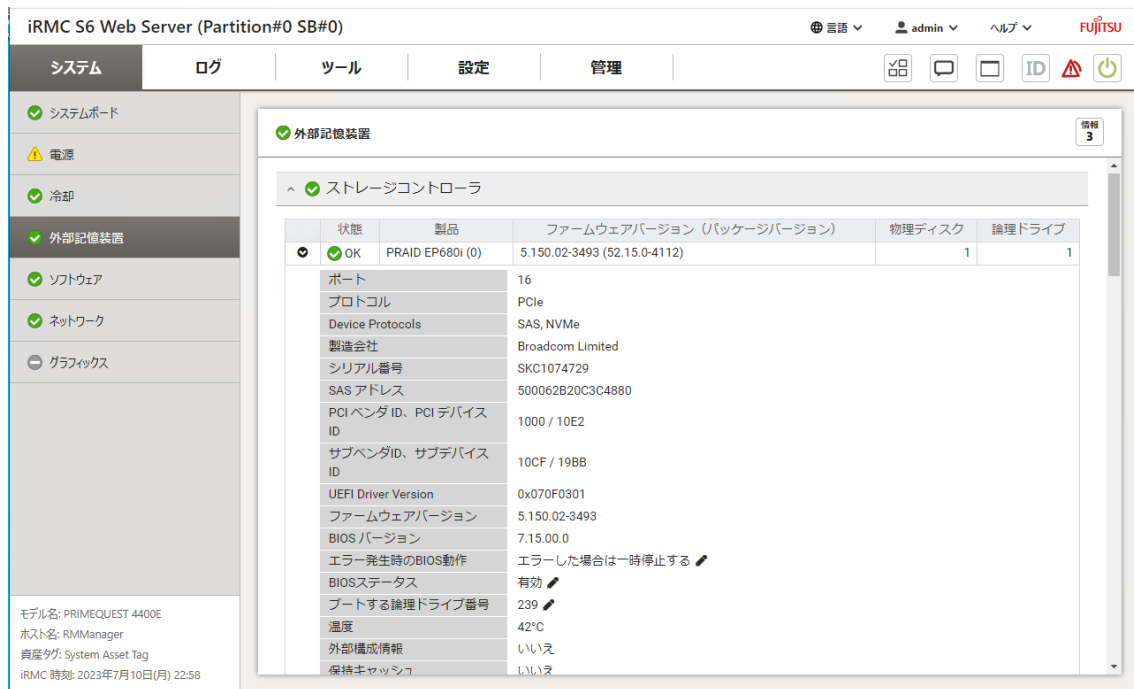 iRMC S6 Web Server (Partition#0 SB#0)
言語
admin
ヘルプ
FUJITSU
システム
ログ
ツール
設定
管理
ID
システムボード
電源
冷却
外部記憶装置
ソフトウェア
ネットワーク
グラフィックス
モデル名: PRIMEQUEST 4400E
ホスト名: RMManager
資産タグ: System Asset Tag
iRMC 時刻: 2023年7月10日(月) 22:58
外部記憶装置
情報
3
ストレージコントローラ
状態 製品 ファームウェアバージョン（パッケージバージョン） 物理ディスク 論理ドライブ
OK PRAID EP680i (0) 5.150.02-3493 (52.15.0-4112) 1 1
ポート 16
プロトコル PCIe
Device Protocols SAS, NVMe
製造会社 Broadcom Limited
シリアル番号 SKC1074729
SAS アドレス 500062B20C3C4880
PCI ベンダ ID、PCI デバイス
ID
1000 / 10E2
サブベンダID、サブデバイス
ID
10CF / 19BB
UEFI Driver Version 0x070F0301
ファームウェアバージョン 5.150.02-3493
BIOS バージョン 7.15.00.0
エラー発生時のBIOS動作 エラーした場合は一時停止する
BIOSステータス 有効
ブートする論理ドライブ番号 239
温度 42°C
外部構成情報 いいえ
保持キャッシュ いいえ